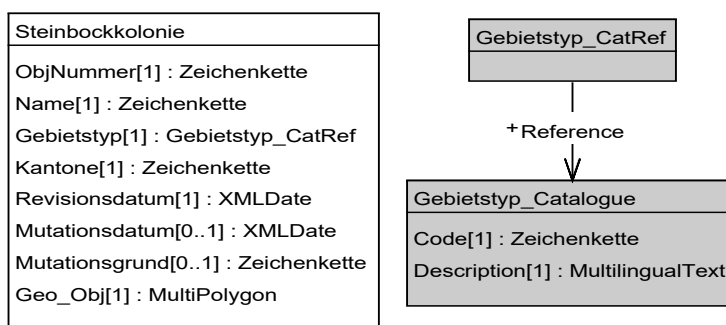 Steinbockkolonie
ObjNummer[1] : Zeichenkette
Name[1] : Zeichenkette
Gebietstyp[1] : Gebietstyp_CatRef
Kantone[1] : Zeichenkette
Revisionsdatum[1] : XMLDate
Mutationsdatum[0..1] : XMLDate
Mutationsgrund[0..1] : Zeichenkette
Geo_Obj[1] : MultiPolygon
Gebietstyp_CatRef
+Reference
Gebietstyp_Catalogue
Code[1] : Zeichenkette
Description[1] : MultilingualText